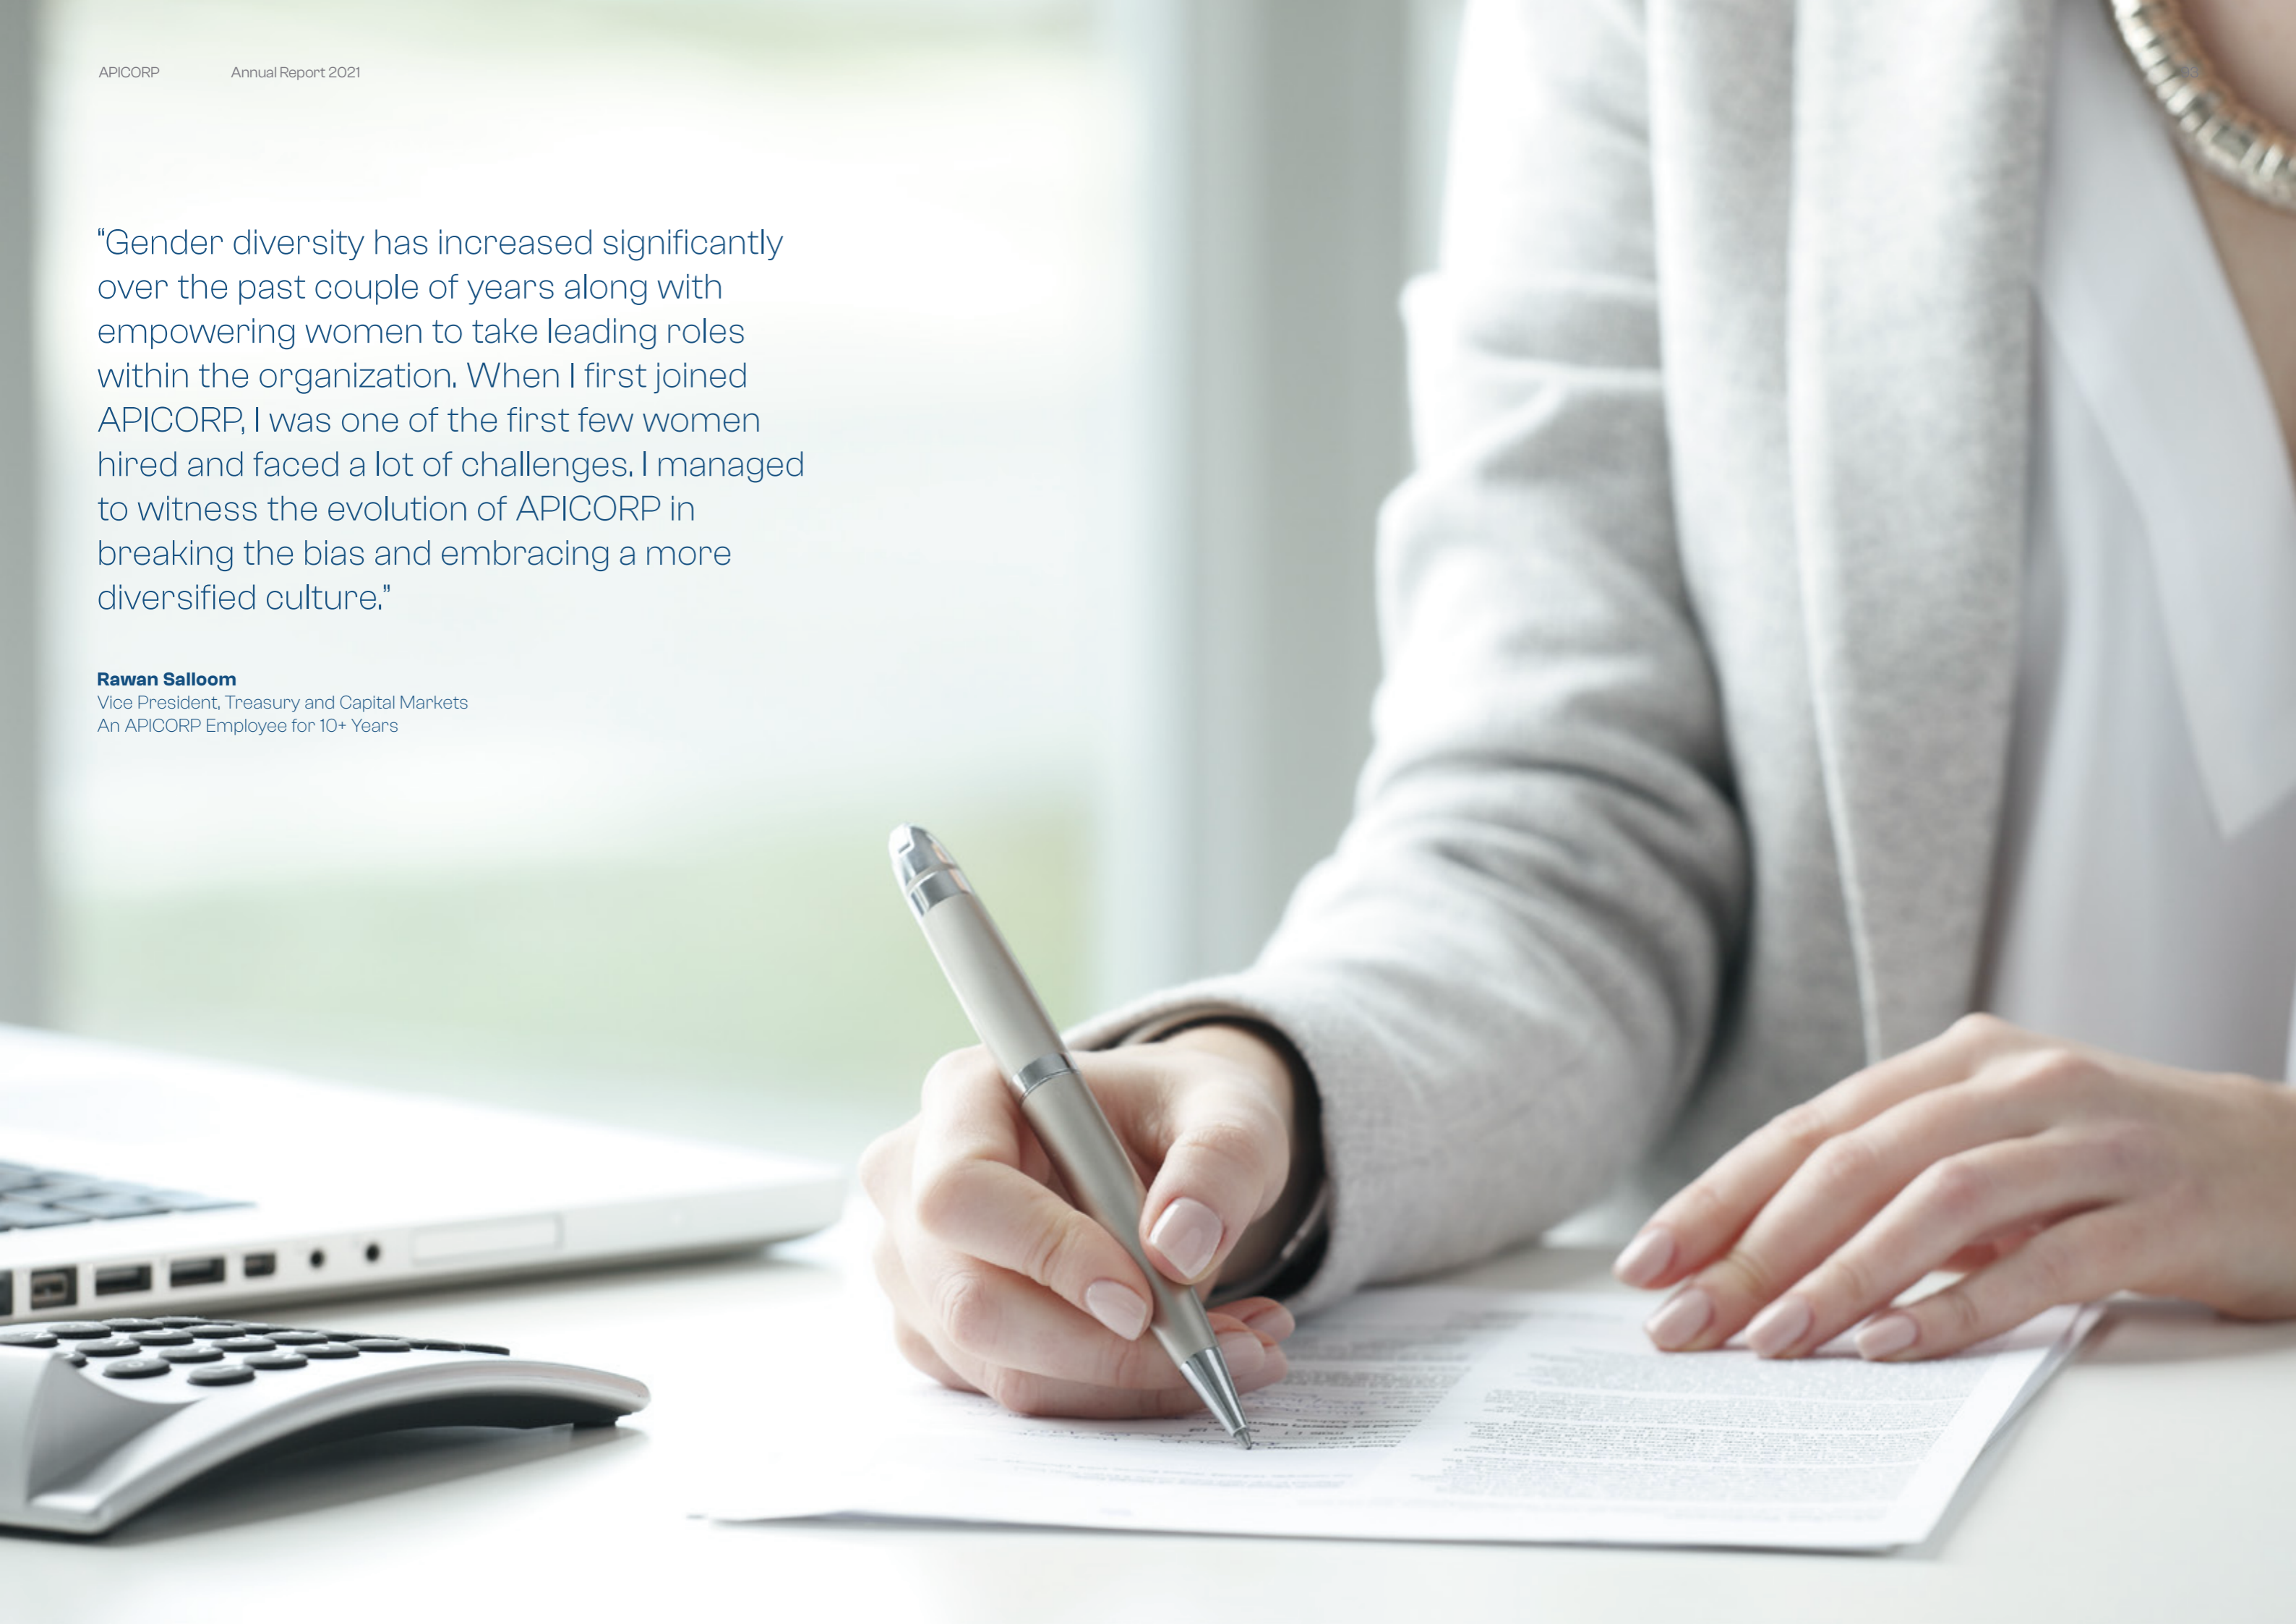 APICORP Annual Report 2021
“Gender diversity has increased significantly
over the past couple of years along with
empowering women to take leading roles
within the organization. When I first joined
APICORP, I was one of the first few women
hired and faced a lot of challenges. I managed
to witness the evolution of APICORP in
breaking the bias and embracing a more
diversified culture.”
Rawan Salloom
Vice President, Treasury and Capital Markets
An APICORP Employee for 10+ Years